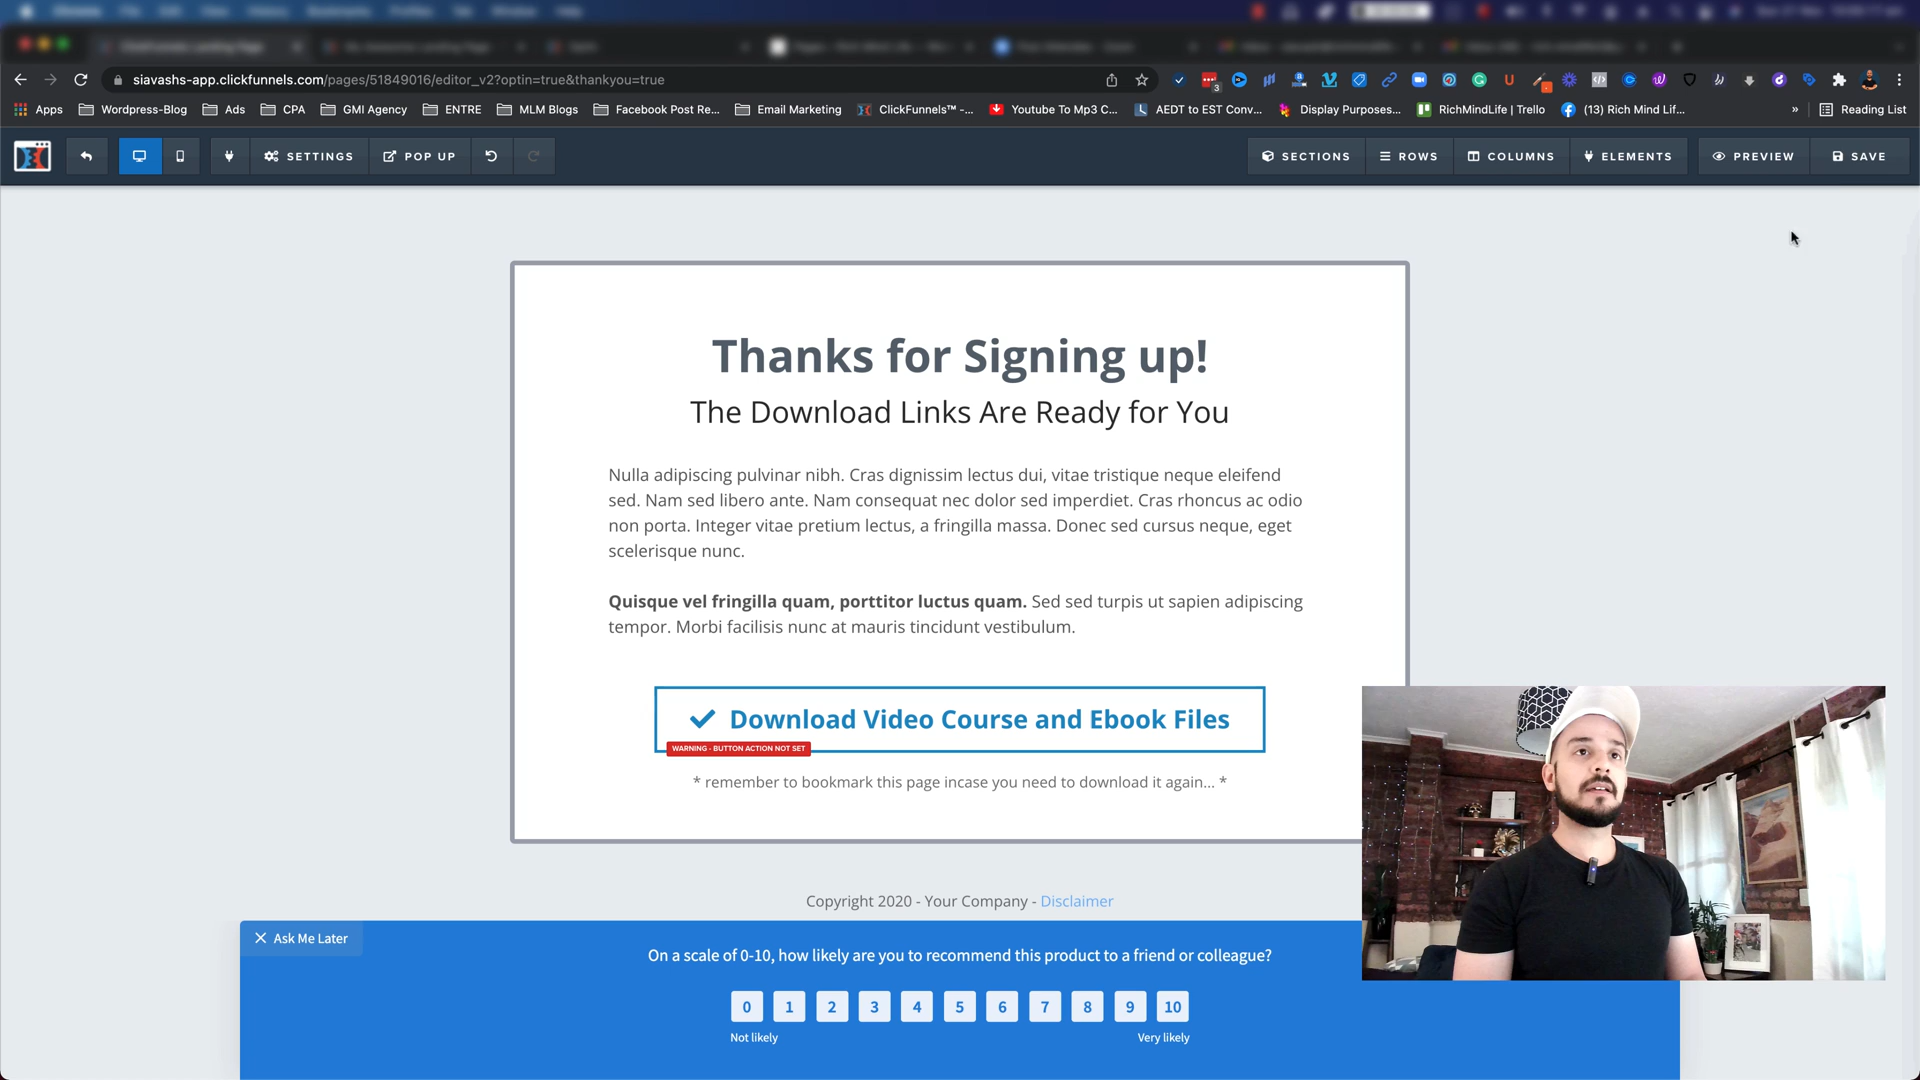 siavashs-app.clickfunnels.com/pages/51849016/editor_v2?optin=true&thankyou=true
Apps Wordpress-Blog Ads CPA GMI Agency ENTRE MLM Blogs Facebook Post Re... Email Marketing ClickFunnels™ -... Youtube To Mp3 C... AEDT to EST Conv... Display Purposes... RichMindLife | Trello (13) Rich Mind Lif... » Reading List
SETTINGS POP UP SECTIONS ROWS COLUMNS ELEMENTS PREVIEW SAVE
Thanks for Signing up!
The Download Links Are Ready for You
Nulla adipiscing pulvinar nibh. Cras dignissim lectus dui, vitae tristique neque eleifend
sed. Nam sed libero ante. Nam consequat nec dolor sed imperdiet. Cras rhoncus ac odio
non porta. Integer vitae pretium lectus, a fringilla massa. Donec sed cursus neque, eget
scelerisque nunc.
Quisque vel fringilla quam, porttitor luctus quam. Sed sed turpis ut sapien adipiscing
tempor. Morbi facilisis nunc at mauris tincidunt vestibulum.
Download Video Course and Ebook Files
WARNING - BUTTON ACTION NOT SET
* remember to bookmark this page incase you need to download it again... *
Copyright 2020 - Your Company - Disclaimer
Ask Me Later
On a scale of 0-10, how likely are you to recommend this product to a friend or colleague?
0 1 2 3 4 5 6 7 8 9 10
Not likely Very likely